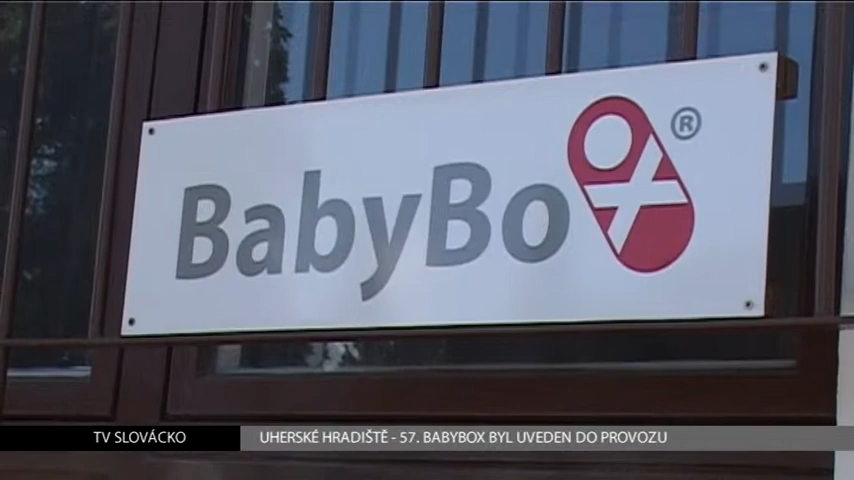 BabyBox®
TV SLOVÁCKO
UHERSKÉ HRADIŠTĚ - 57. BABYBOX BYL UVEDEN DO PROVOZU